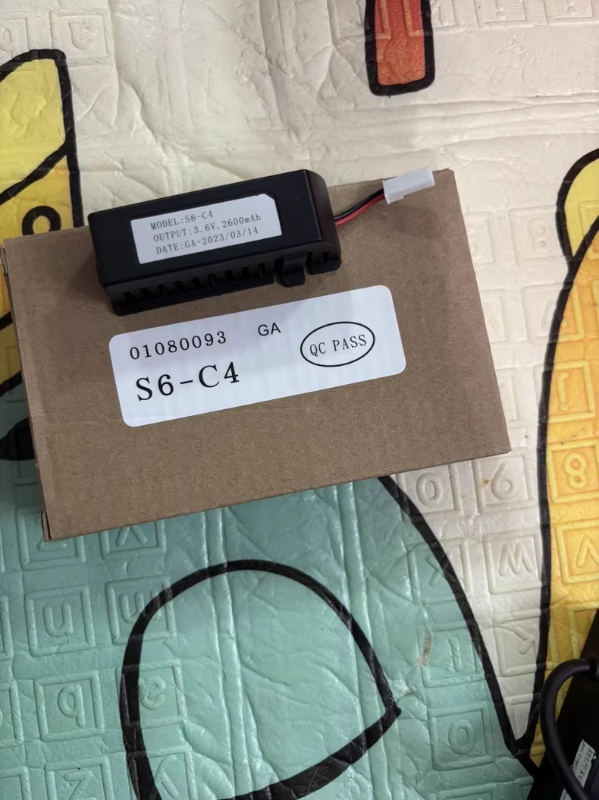 MODEL:S6-C4
OUTPUT:3.6V,2600mAh
DATE:GA-2023/03/14
01080093 GA
QC PASS
S6-C4